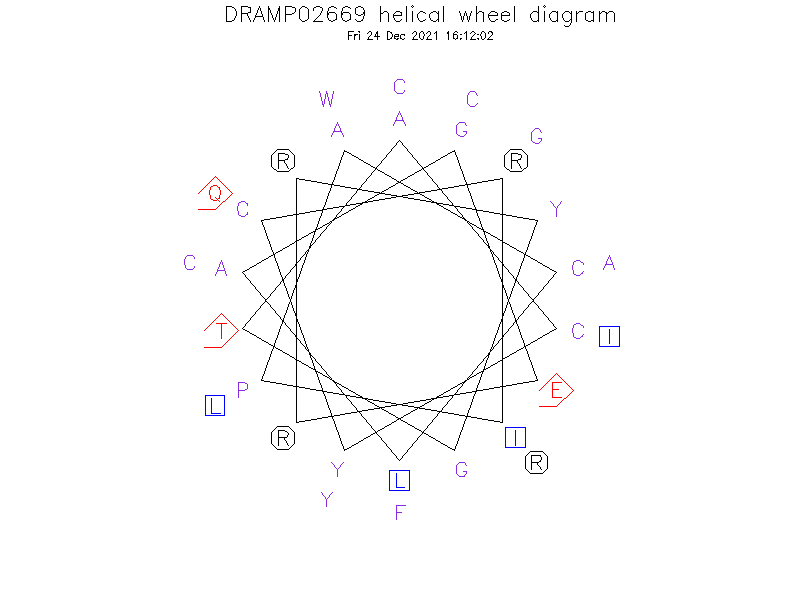 DRAMP02669 helical wheel diagram
Fri 24 Dec 2021 16:12:02
C
W C
A A G
R R G
Q C Y
C A C A
T C I
L P E
R I R
Y L G
Y F